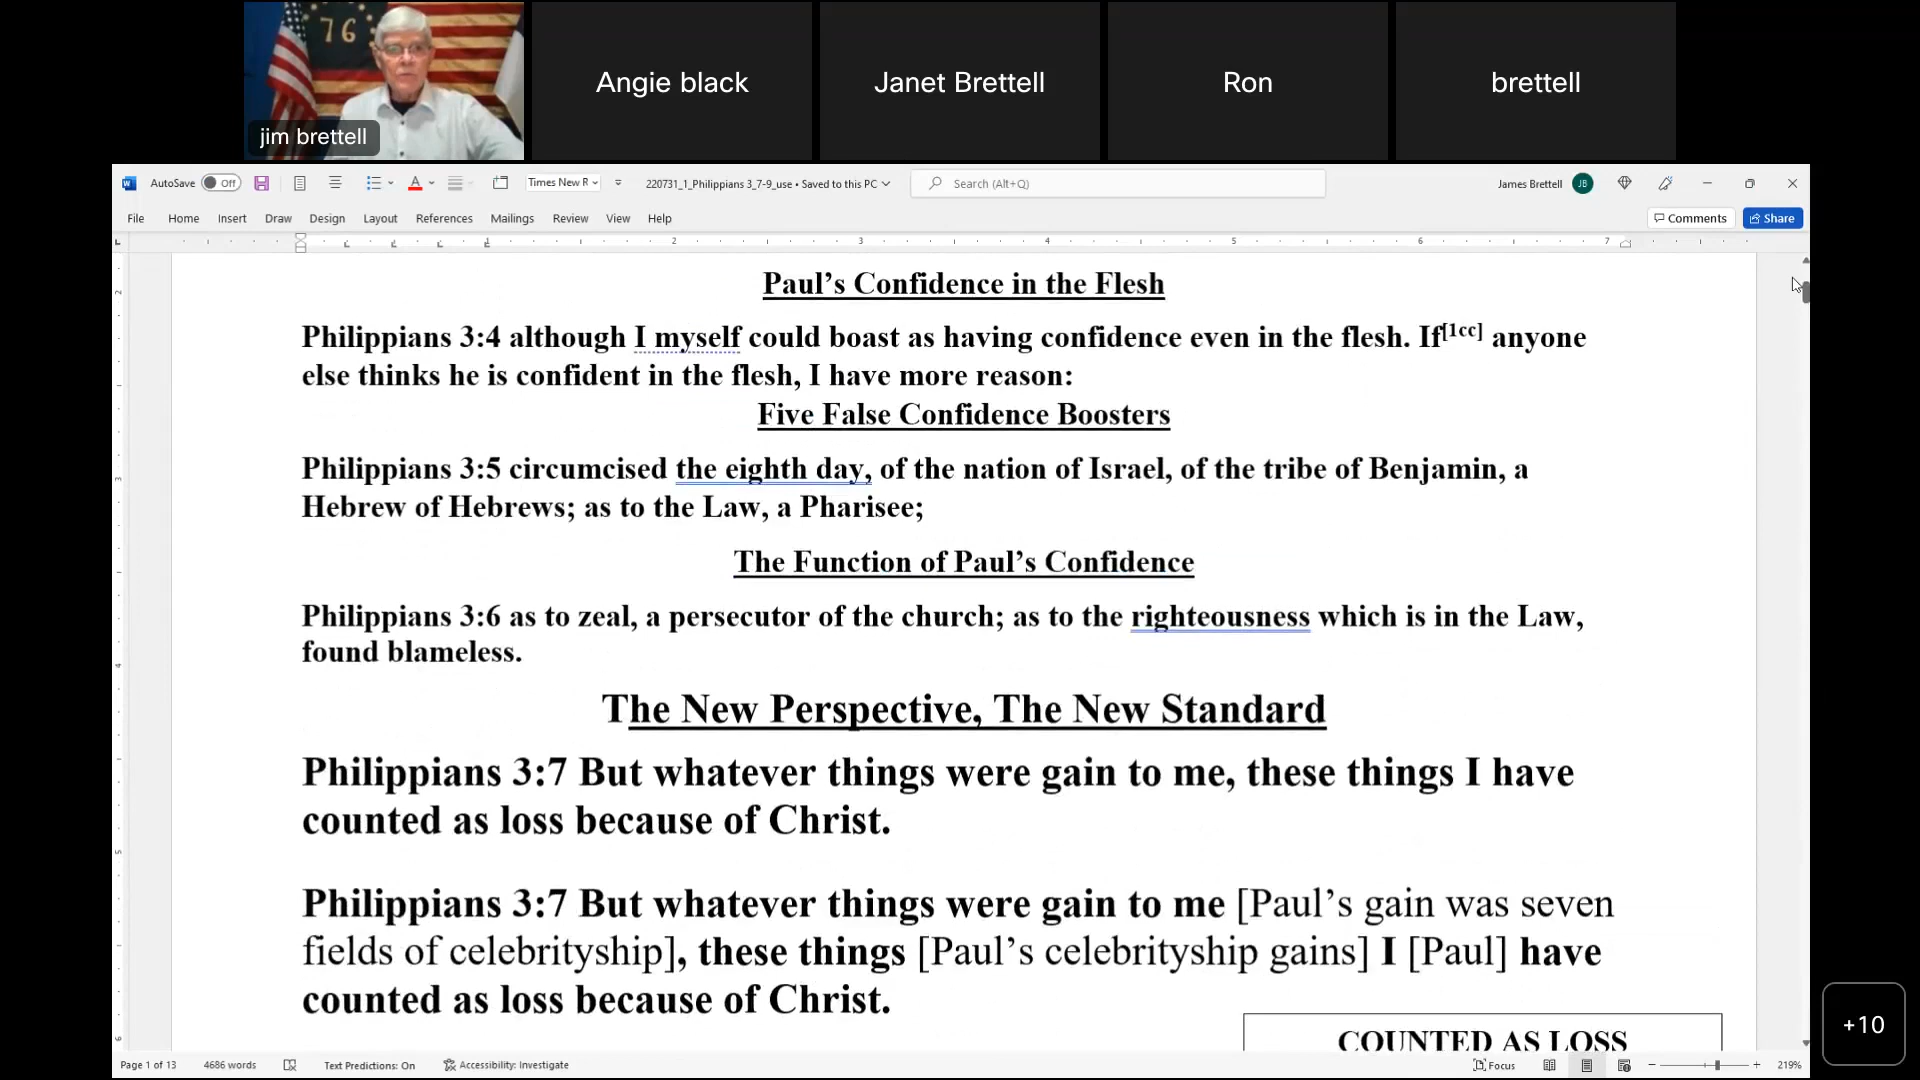 76
jim brettell
Angie black
Janet Brettell
Ron
brettell
AutoSave Off
Times New R
220731_1_Philippians 3_7-9_use • Saved to this PC
Search (Alt+Q)
James Brettell JB
File Home Insert Draw Design Layout References Mailings Review View Help
Comments Share
2 3 4 5 6 7
Paul’s Confidence in the Flesh
Philippians 3:4 although I myself could boast as having confidence even in the flesh. If[1cc] anyone
else thinks he is confident in the flesh, I have more reason:
Five False Confidence Boosters
Philippians 3:5 circumcised the eighth day, of the nation of Israel, of the tribe of Benjamin, a
Hebrew of Hebrews; as to the Law, a Pharisee;
The Function of Paul’s Confidence
Philippians 3:6 as to zeal, a persecutor of the church; as to the righteousness which is in the Law,
found blameless.
The New Perspective, The New Standard
Philippians 3:7 But whatever things were gain to me, these things I have
counted as loss because of Christ.
Philippians 3:7 But whatever things were gain to me [Paul’s gain was seven
fields of celebrityship], these things [Paul’s celebrityship gains] I [Paul] have
counted as loss because of Christ.
COUNTED AS LOSS
+10
Page 1 of 13 4686 words Text Predictions: On Accessibility: Investigate Focus 219%